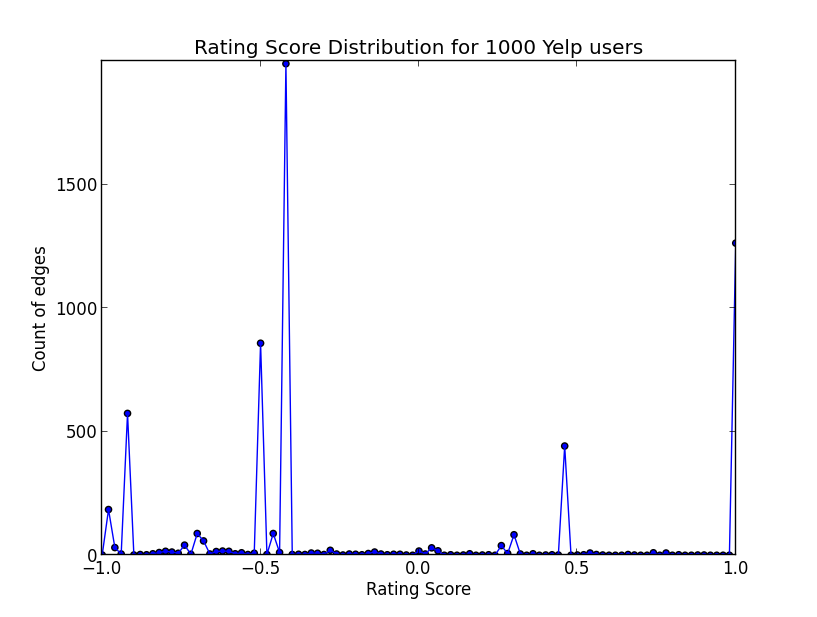 Rating Score Distribution for 1000 Yelp users
Count of edges
1500
1000
500
0
−1.0 −0.5 0.0 0.5 1.0
Rating Score